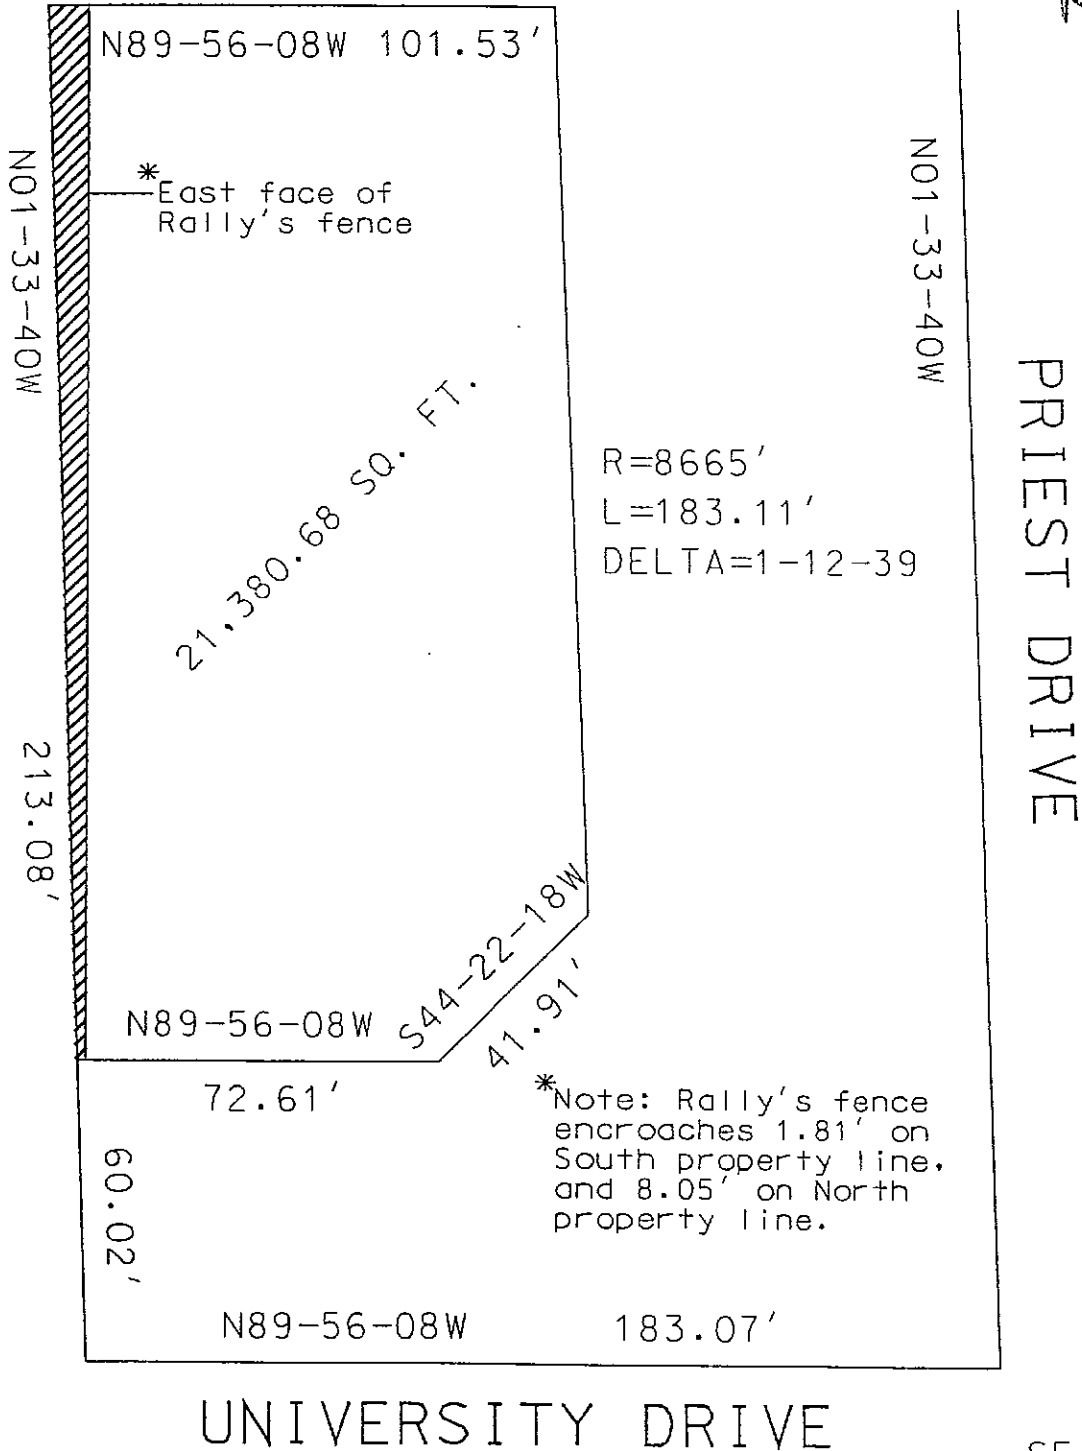 N89-56-08W 101.53'
*
East face of
Rally's fence
N01-33-40W
N01-33-40W
PRIEST DRIVE
21,380.68 SQ. FT.
R=8665'
L=183.11'
DELTA=1-12-39
213.08'
S44-22-18W
41.91'
N89-56-08W
72.61'
*
Note: Rally's fence
encroaches 1.81' on
South property line.
and 8.05' on North
property line.
60.02'
N89-56-08W 183.07'
UNIVERSITY DRIVE